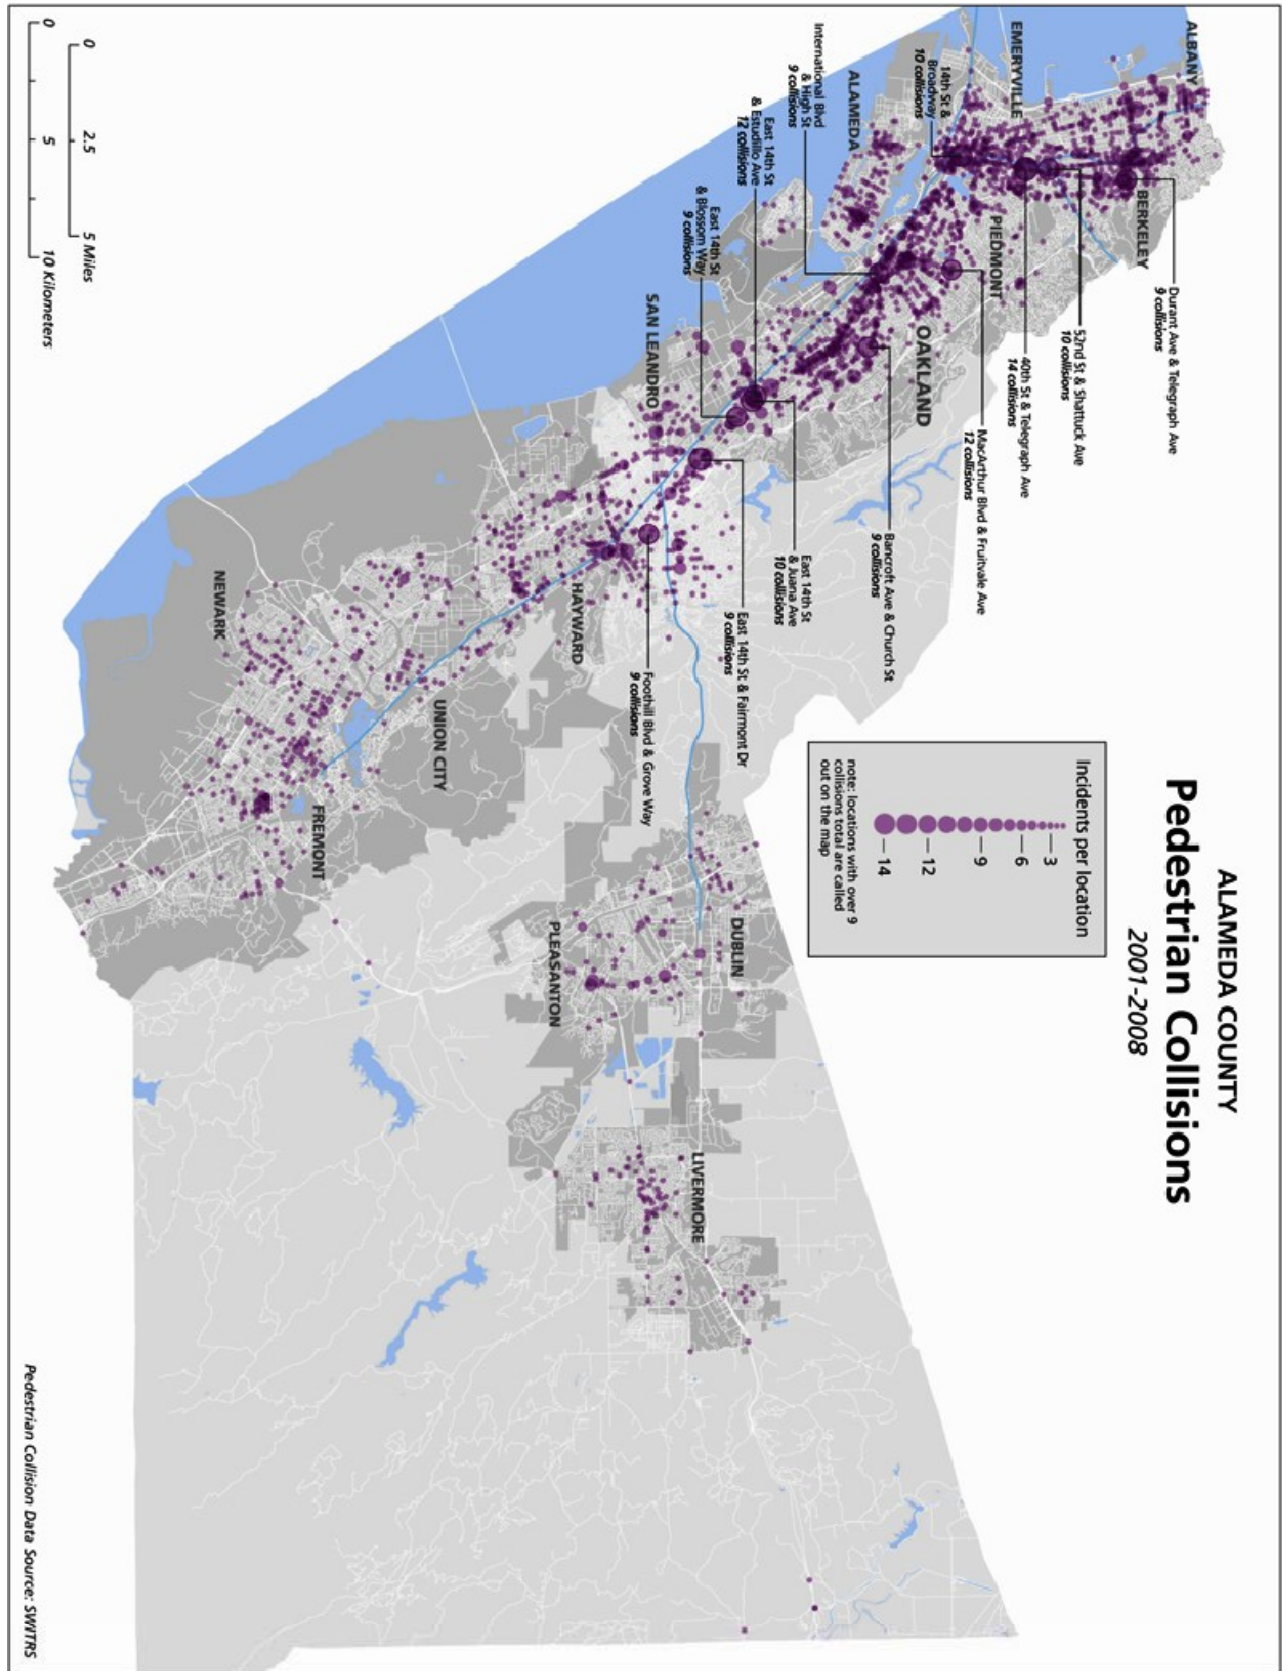 ALAMEDA COUNTY
Pedestrian Collisions
2001-2008
Incidents per location
3
6
9
12
14
note: locations with over 9
collisions total are called
out on the map
ALBANY
BERKELEY
EMERYVILLE
PIEDMONT
OAKLAND
ALAMEDA
SAN LEANDRO
HAYWARD
UNION CITY
NEWARK
FREMONT
DUBLIN
PLEASANTON
LIVERMORE
Durant Ave & Telegraph Ave
9 collisions
52nd St & Shattuck Ave
10 collisions
40th St & Telegraph Ave
14 collisions
MacArthur Blvd & Fruitvale Ave
12 collisions
Bancroft Ave & Church St
9 collisions
East 14th St
& Juana Ave
10 collisions
East 14th St & Fairmont Dr
9 collisions
Foothill Blvd & Grove Way
9 collisions
14th St &
Broadway
10 collisions
International Blvd
& High St
9 collisions
East 14th St
& Estudillo Ave
12 collisions
East 14th St
& Blossom Way
9 collisions
0 2.5 5 Miles
0 5 10 Kilometers
Pedestrian Collision Data Source: SWITRS